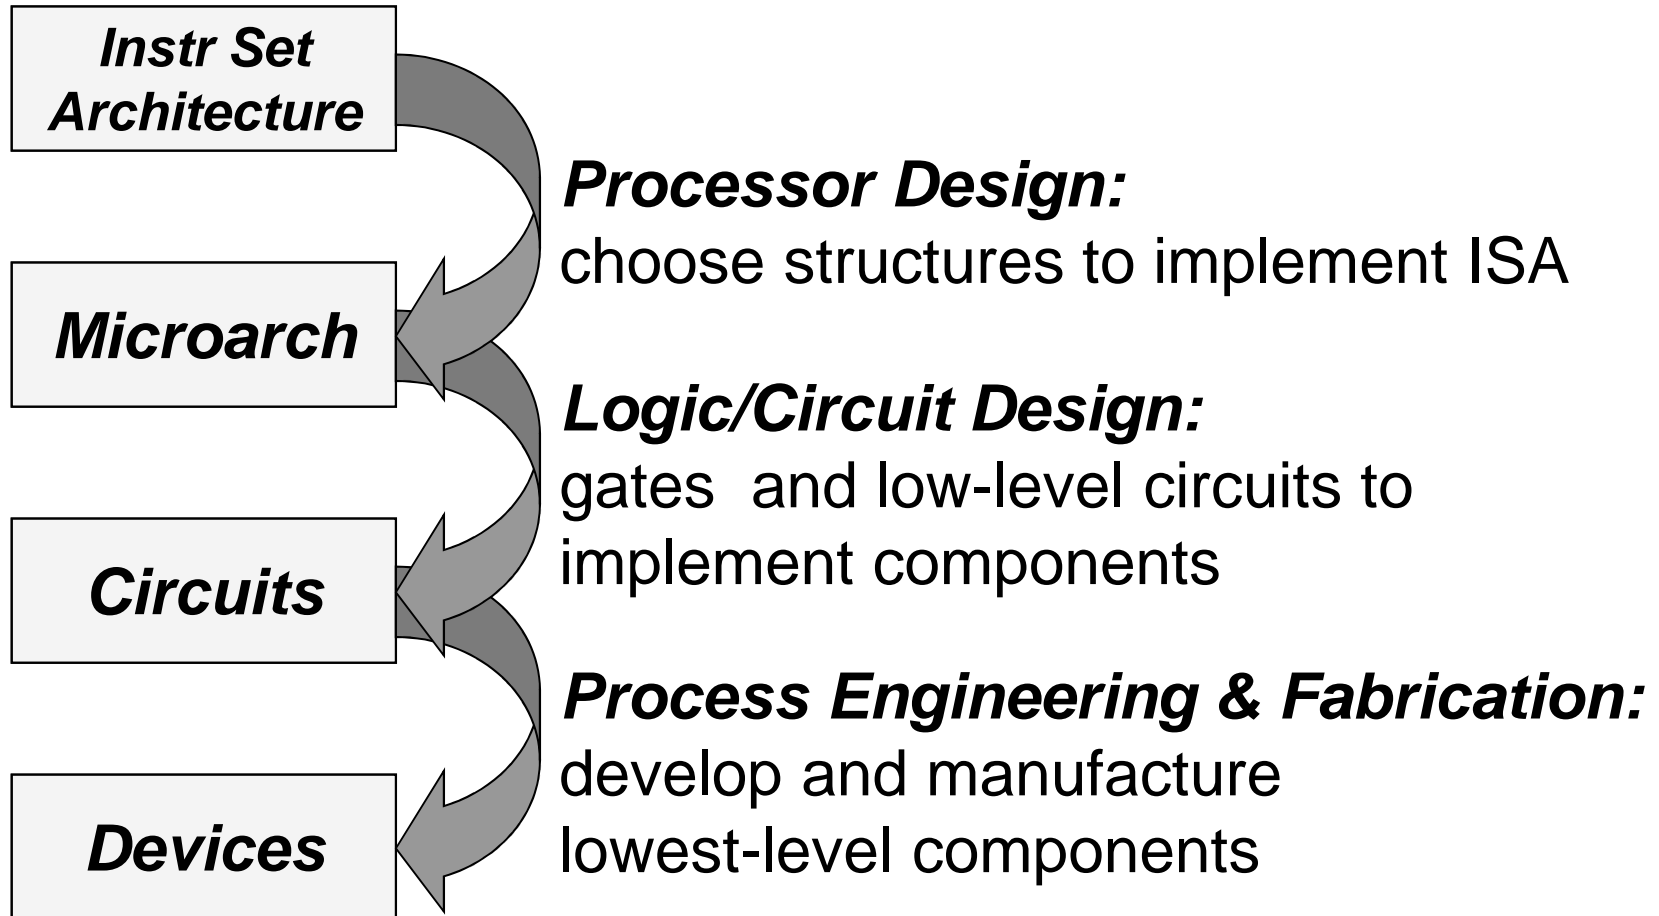 Instr Set
Architecture
Processor Design:
choose structures to implement ISA
Microarch
Logic/Circuit Design:
gates  and low-level circuits to
implement components
Circuits
Process Engineering & Fabrication:
develop and manufacture
lowest-level components
Devices